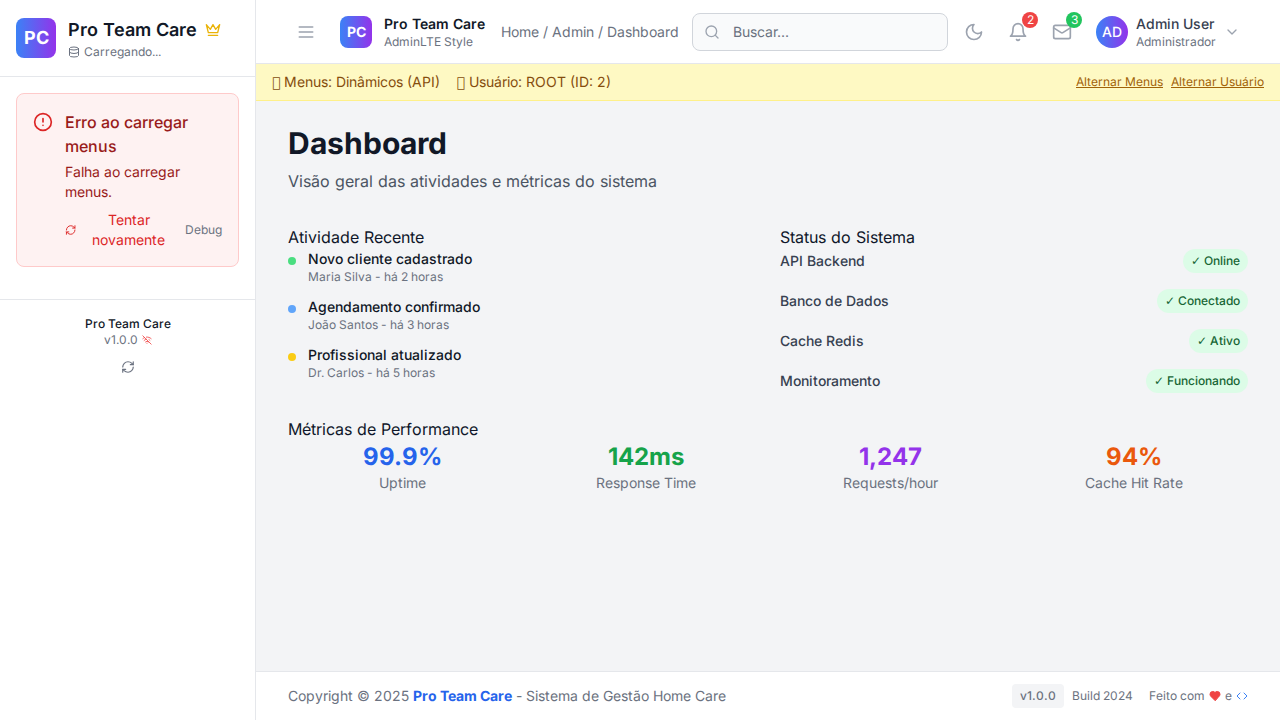 PC
Pro Team Care
Carregando...
Erro ao carregar
menus
Falha ao carregar
menus.
Tentar
novamente
Debug
Pro Team Care
v1.0.0
PC
Pro Team Care
AdminLTE Style
Home / Admin / Dashboard
Buscar...
2
3
AD
Admin User
Administrador
Menus: Dinâmicos (API)
Usuário: ROOT (ID: 2)
Alternar Menus
Alternar Usuário
Dashboard
Visão geral das atividades e métricas do sistema
Atividade Recente
Novo cliente cadastrado
Maria Silva - há 2 horas
Agendamento confirmado
João Santos - há 3 horas
Profissional atualizado
Dr. Carlos - há 5 horas
Status do Sistema
API Backend
✓ Online
Banco de Dados
✓ Conectado
Cache Redis
✓ Ativo
Monitoramento
✓ Funcionando
Métricas de Performance
99.9%
Uptime
142ms
Response Time
1,247
Requests/hour
94%
Cache Hit Rate
Copyright © 2025 Pro Team Care - Sistema de Gestão Home Care
v1.0.0
Build 2024
Feito com ❤ e